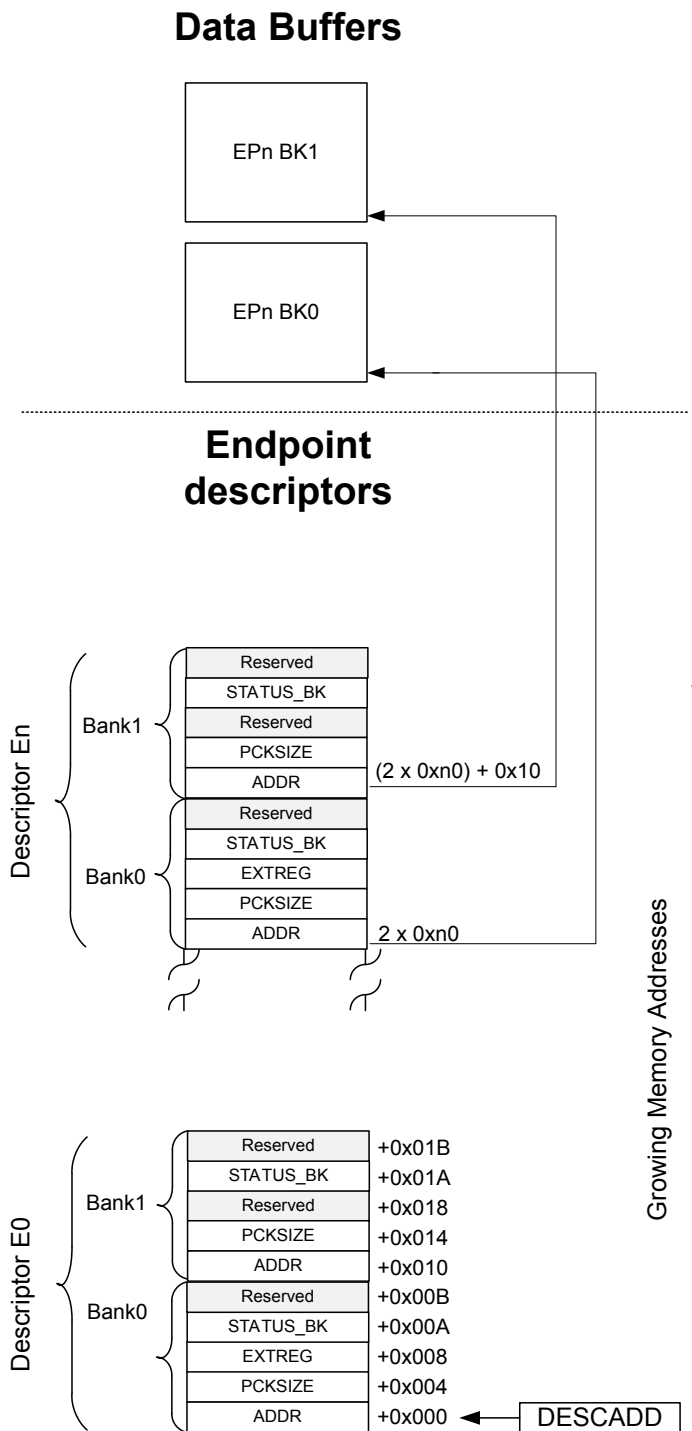 Data Buffers
EPn BK1
EPn BK0
Endpoint
descriptors
Descriptor En
Bank1
Reserved
STATUS_BK
Reserved
PCKSIZE
ADDR
(2 x 0xn0) + 0x10
Bank0
Reserved
STATUS_BK
EXTREG
PCKSIZE
ADDR
2 x 0xn0
Growing Memory Addresses
Descriptor E0
Bank1
Reserved +0x01B
STATUS_BK +0x01A
Reserved +0x018
PCKSIZE +0x014
ADDR +0x010
Bank0
Reserved +0x00B
STATUS_BK +0x00A
EXTREG +0x008
PCKSIZE +0x004
ADDR +0x000 DESCADD